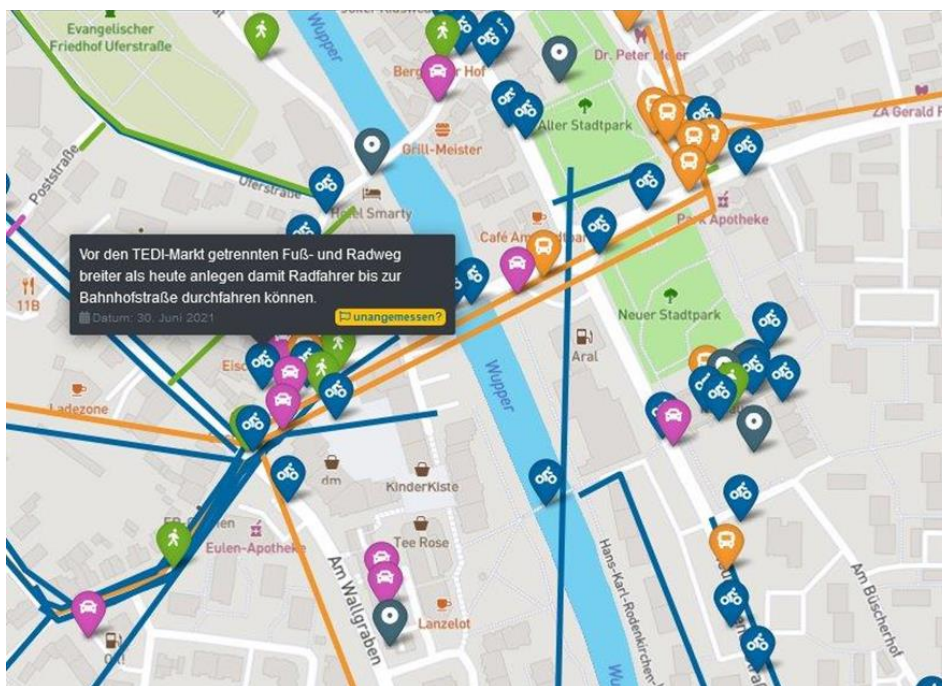 Evangelischer
Friedhof Uferstraße
Wupper
Dr. Peter Meier
Grill-Meister
Alter Stadtpark
ZA Gerald
Poststraße
Uferstraße
Hotel Smarty
Park Apotheke
Vor den TEDI-Markt getrennten Fuß- und Radweg
breiter als heute anlegen damit Radfahrer bis zur
Bahnhofstraße durchfahren können.
Datum: 30. Juni 2021
unangemessen?
11B
Neuer Stadtpark
Aral
Wupper
Ladezone
dm
KinderKiste
Eulen-Apotheke
Tee Rose
Am Wallgraben
Lanzelot
Hans-Karl-Rodenkirchen-
Am Büscherhof